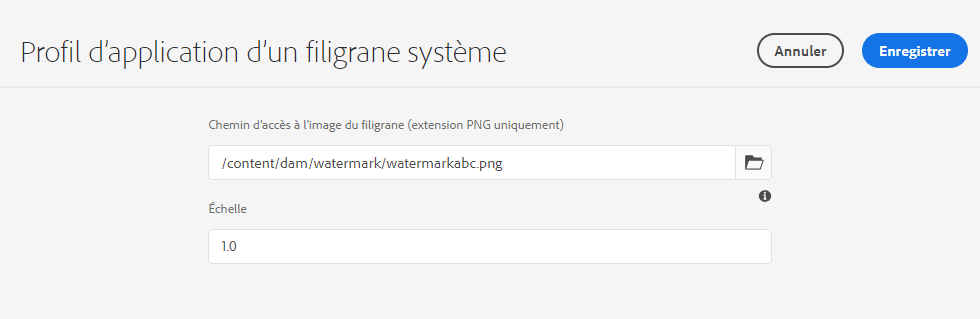 Profil d’application d’un filigrane système
Annuler
Enregistrer
Chemin d’accès à l’image du filigrane (extension PNG uniquement)
/content/dam/watermark/watermarkabc.png
Échelle
1.0